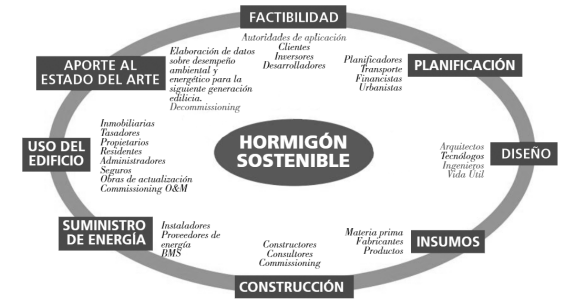 FACTIBILIDAD
Autoridades de aplicación
Clientes
Inversores
Desarrolladores
PLANIFICACIÓN
Planificadores
Transporte
Financistas
Urbanistas
DISEÑO
Arquitectos
Tecnólogos
Ingenieros
Vida Útil
INSUMOS
Materia prima
Fabricantes
Productos
CONSTRUCCIÓN
Constructores
Consultores
Commissioning
SUMINISTRO
DE ENERGÍA
Instaladores
Proveedores de
energía
BMS
USO DEL
EDIFICIO
Inmobiliarias
Tasadores
Propietarios
Residentes
Administradores
Seguros
Obras de actualización
Commissioning O&M
APORTE AL
ESTADO DEL ARTE
Elaboración de datos
sobre desempeño
ambiental y
energético para la
siguiente generación
edilicia.
Decommissioning
HORMIGÓN
SOSTENIBLE